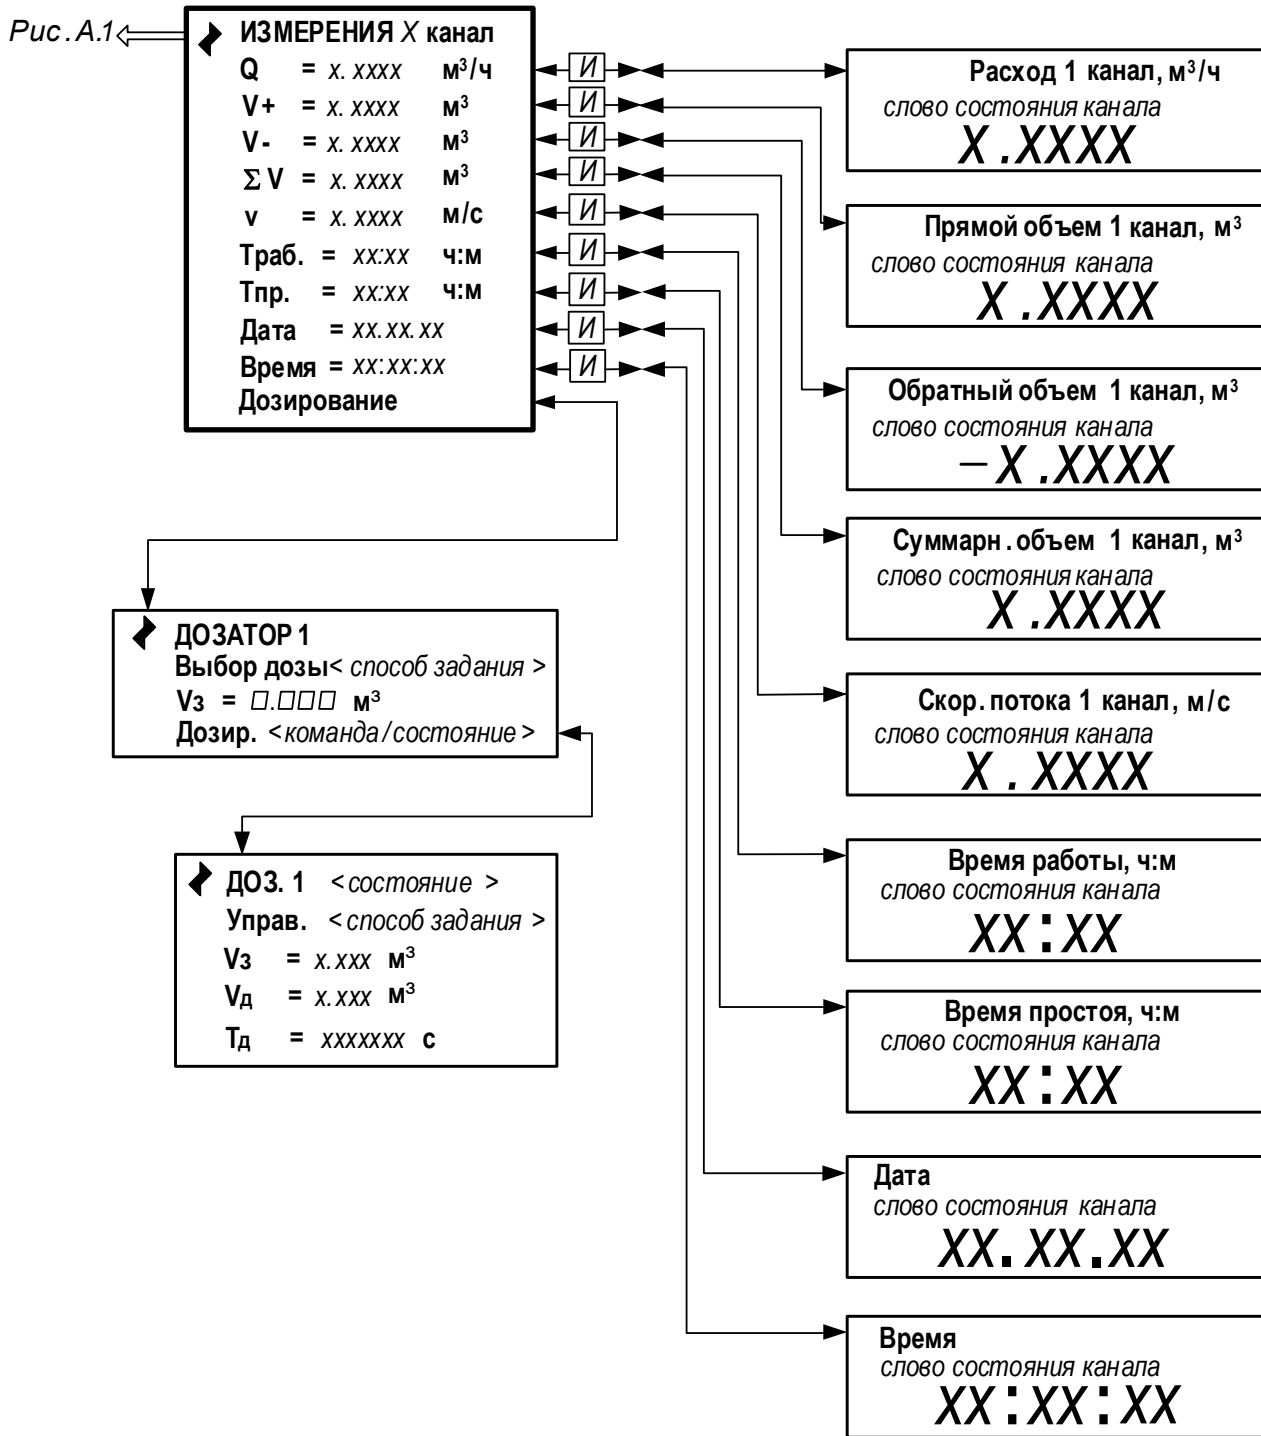 Рис. А.1
ИЗМЕРЕНИЯ X канал
Q = x. xxxx м³/ч
V+ = x. xxxx м³
V- = x. xxxx м³
Σ V = x. xxxx м³
v = x. xxxx м/с
Траб. = xx:xx ч:м
Тпр. = xx:xx ч:м
Дата = xx. xx. xx
Время = xx:xx:xx
Дозирование
И
И
И
И
И
И
И
И
И
Расход 1 канал, м³/ч
слово состояния канала
X .XXXX
Прямой объем 1 канал, м³
слово состояния канала
X .XXXX
Обратный объем 1 канал, м³
слово состояния канала
– X .XXXX
Суммарн. объем 1 канал, м³
слово состояния канала
X .XXXX
Скор. потока 1 канал, м/с
слово состояния канала
X . XXXX
Время работы, ч:м
слово состояния канала
XX:XX
Время простоя, ч:м
слово состояния канала
XX:XX
Дата
слово состояния канала
XX.XX.XX
Время
слово состояния канала
XX:XX:XX
ДОЗАТОР 1
Выбор дозы < способ задания >
Vз = □.□□□ м³
Дозир. < команда / состояние >
ДОЗ. 1 < состояние >
Управ. < способ задания >
Vз = x. xxx м³
Vд = x. xxx м³
Тд = xxxxxxx с